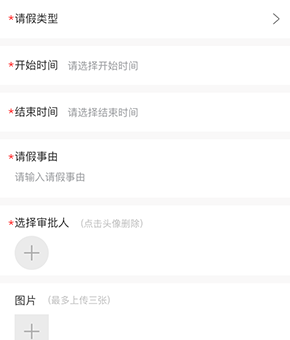 *请假类型
*开始时间 请选择开始时间
*结束时间 请选择结束时间
*请假事由
请输入请假事由
*选择审批人 (点击头像删除)
图片 (最多上传三张)